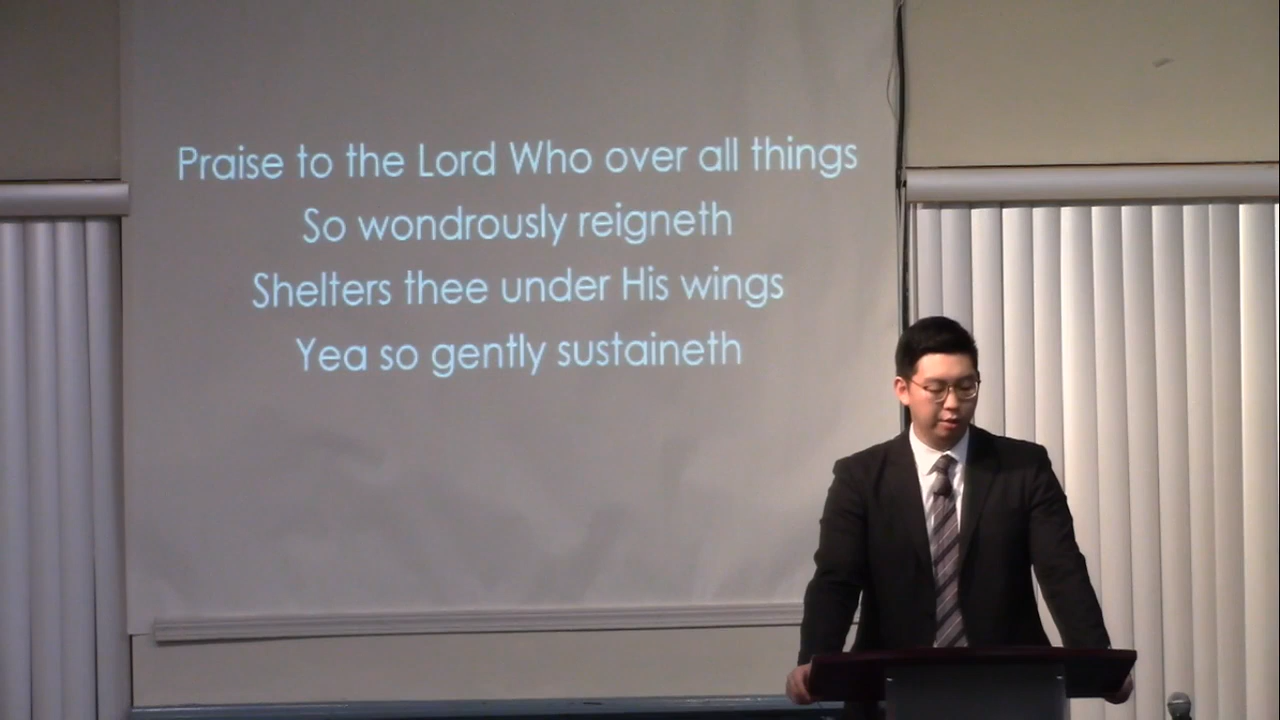 Praise to the Lord Who over all things
So wondrously reigneth
Shelters thee under His wings
Yea so gently sustaineth